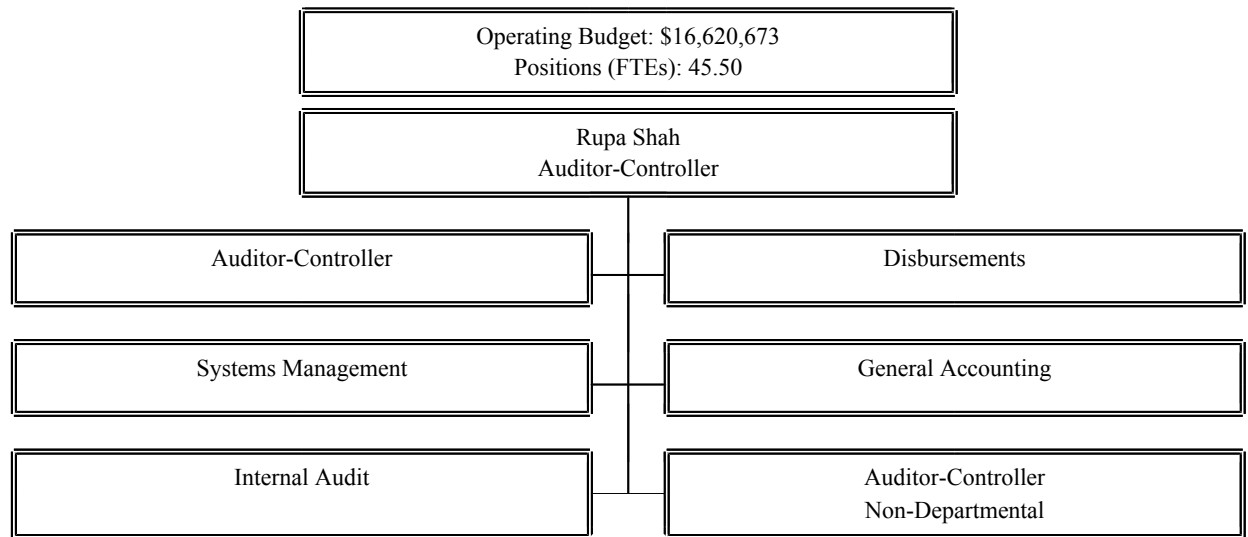 Operating Budget: $16,620,673
Positions (FTEs): 45.50
Rupa Shah
Auditor-Controller
Auditor-Controller
Disbursements
Systems Management
General Accounting
Internal Audit
Auditor-Controller
Non-Departmental